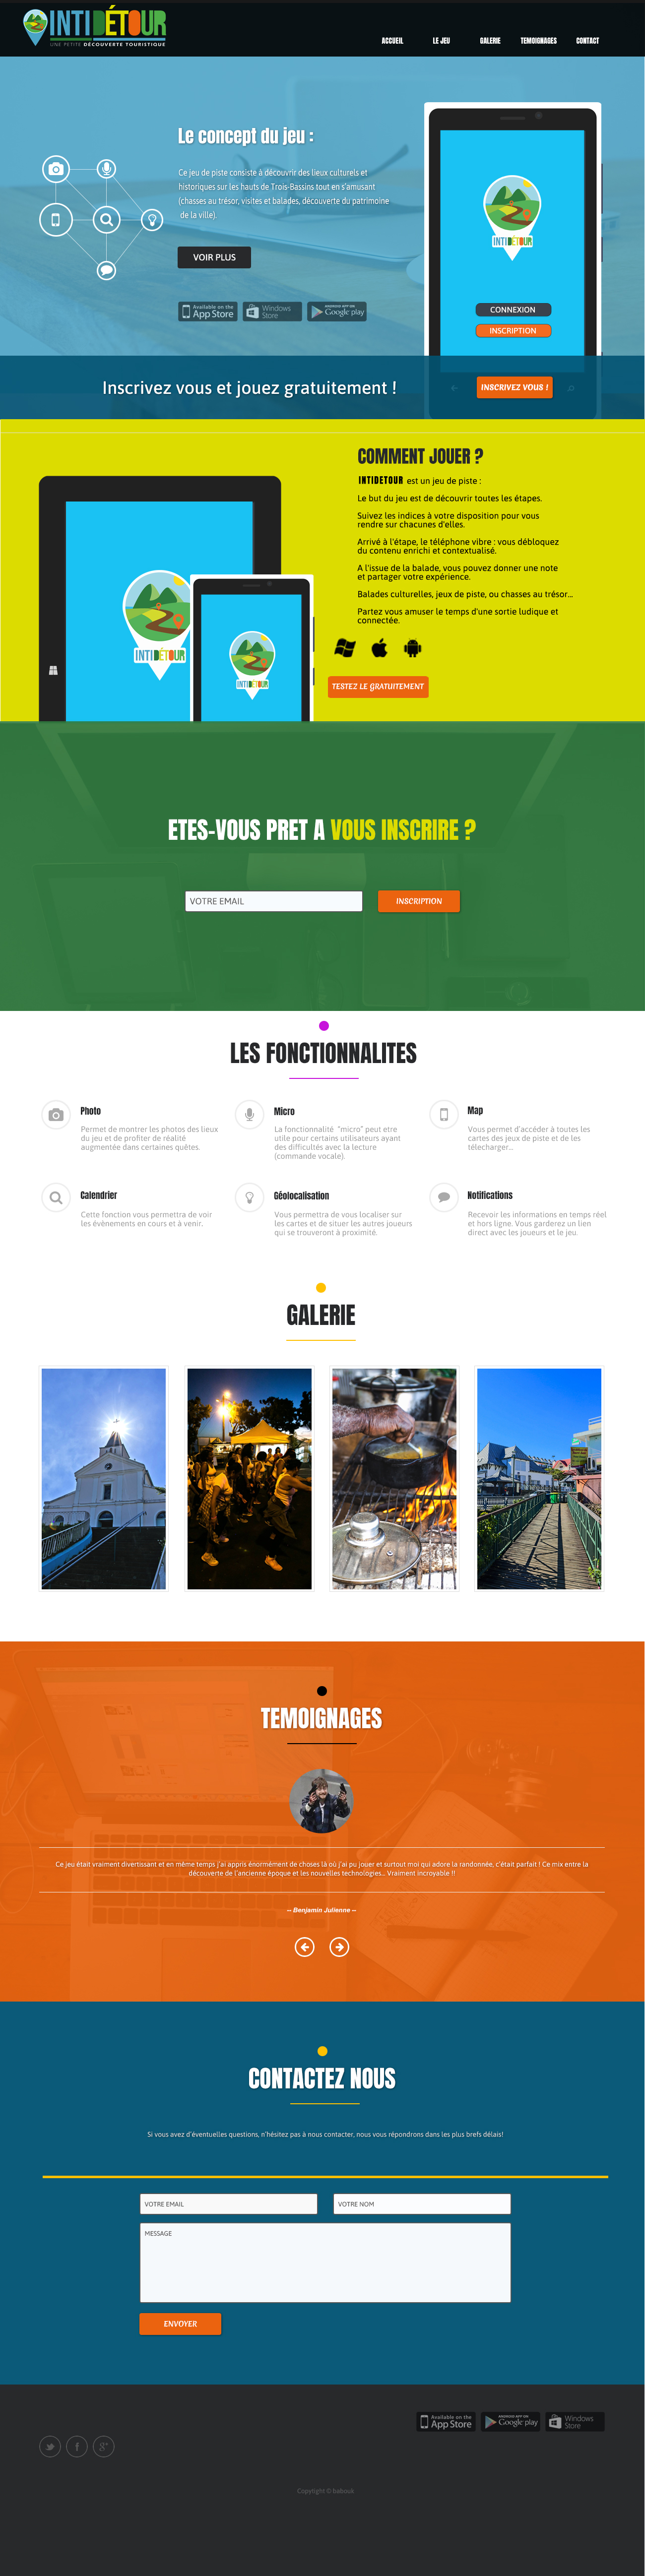 INTIDÉTOUR
UNE PETITE DÉCOUVERTE TOURISTIQUE
ACCUEIL LE JEU GALERIE TEMOIGNAGES CONTACT
Le concept du jeu :
Ce jeu de piste consiste à découvrir des lieux culturels et
historiques sur les hauts de Trois-Bassins tout en s'amusant
(chasses au trésor, visites et balades, découverte du patrimoine
de la ville).
VOIR PLUS
Available on the
App Store
Windows
Store
ANDROID APP ON
Google play
INTIDÉTOUR
CONNEXION
INSCRIPTION
Inscrivez vous et jouez gratuitement !
INSCRIVEZ VOUS !
COMMENT JOUER ?
INTIDETOUR est un jeu de piste :
Le but du jeu est de découvrir toutes les étapes.
Suivez les indices à votre disposition pour vous
rendre sur chacunes d'elles.
Arrivé à l'étape, le téléphone vibre : vous débloquez
du contenu enrichi et contextualisé.
A l'issue de la balade, vous pouvez donner une note
et partager votre expérience.
Balades culturelles, jeux de piste, ou chasses au trésor...
Partez vous amuser le temps d'une sortie ludique et
connectée.
INTIDÉTOUR
INTIDÉTOUR
TESTEZ LE GRATUITEMENT
ETES-VOUS PRET A VOUS INSCRIRE ?
VOTRE EMAIL
INSCRIPTION
LES FONCTIONNALITES
Photo
Permet de montrer les photos des lieux
du jeu et de profiter de réalité
augmentée dans certaines quêtes.
Micro
La fonctionnalité "micro" peut etre
utile pour certains utilisateurs ayant
des difficultés avec la lecture
(commande vocale).
Map
Vous permet d'accéder à toutes les
cartes des jeux de piste et de les
télecharger...
Calendrier
Cette fonction vous permettra de voir
les évènements en cours et à venir.
Géolocalisation
Vous permettra de vous localiser sur
les cartes et de situer les autres joueurs
qui se trouveront à proximité.
Notifications
Recevoir les informations en temps réel
et hors ligne. Vous garderez un lien
direct avec les joueurs et le jeu.
GALERIE
TEMOIGNAGES
Ce jeu était vraiment divertissant et en même temps j'ai appris énormément de choses là où j'ai pu jouer et surtout moi qui adore la randonnée, c'était parfait ! Ce mix entre la
découverte de l'ancienne époque et les nouvelles technologies... Vraiment Incroyable !!
-- Benjamin Julienne --
CONTACTEZ NOUS
Si vous avez d'éventuelles questions, n'hésitez pas à nous contacter, nous vous répondrons dans les plus brefs délais!
VOTRE EMAIL
VOTRE NOM
MESSAGE
ENVOYER
Available on the
App Store
ANDROID APP ON
Google play
Windows
Store
Copyright ©